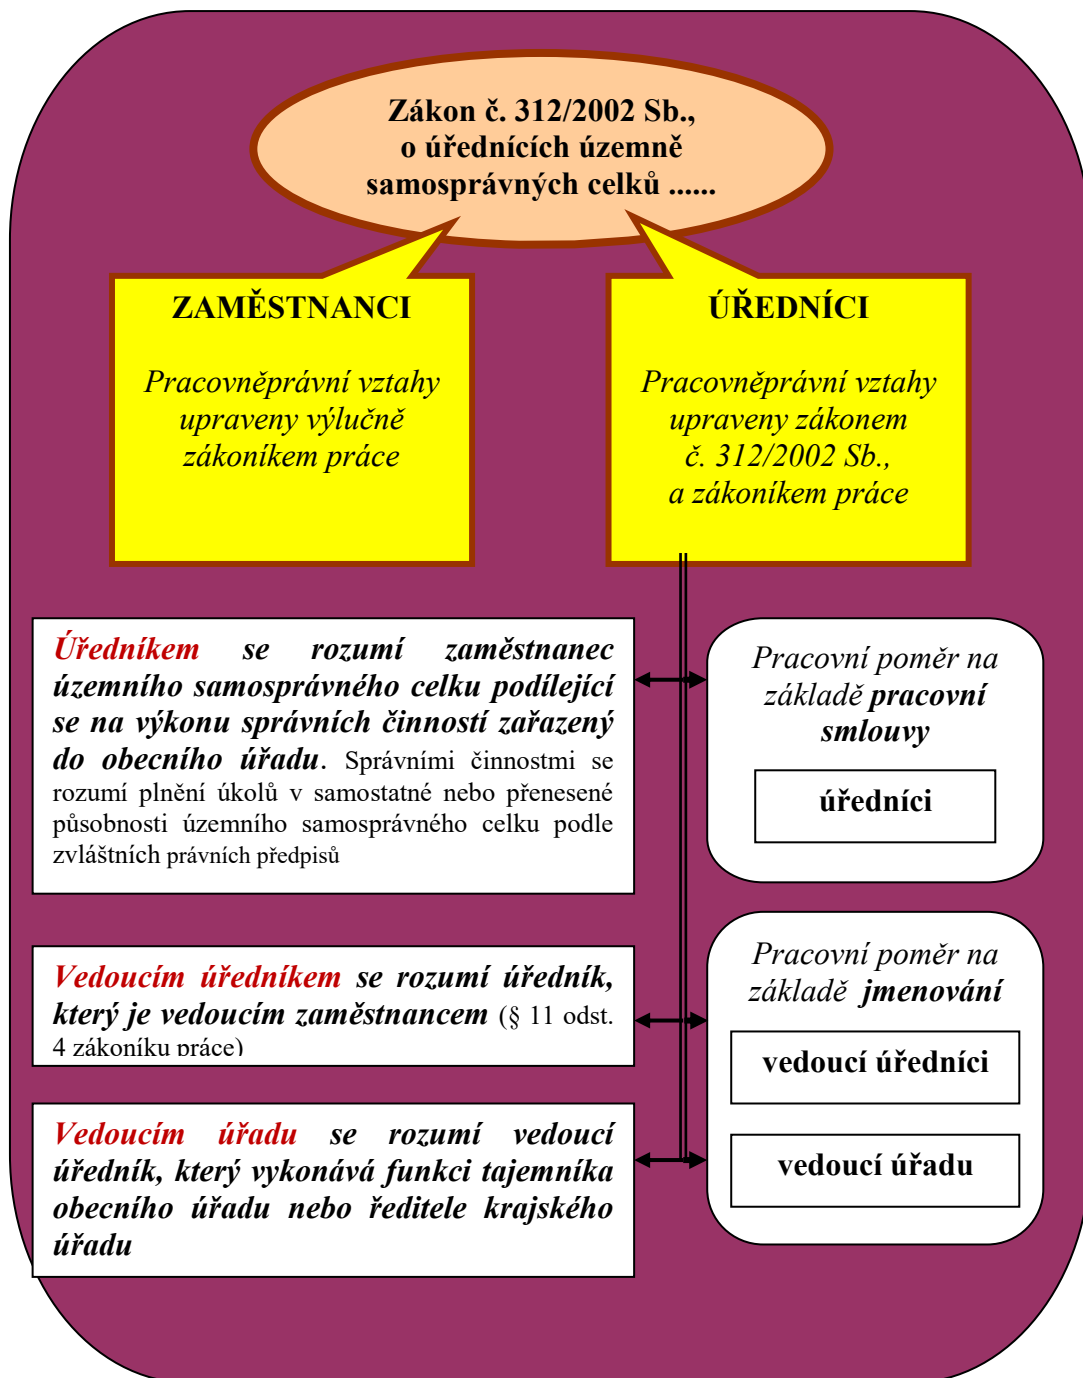 Zákon č. 312/2002 Sb.,
o úřednících územně
samosprávných celků ......
ZAMĚSTNANCI
Pracovněprávní vztahy
upraveny výlučně
zákoníkem práce
ÚŘEDNÍCI
Pracovněprávní vztahy
upraveny zákonem
č. 312/2002 Sb.,
a zákoníkem práce
Úředníkem se rozumí zaměstnanec
územního samosprávného celku podílející
se na výkonu správních činností zařazený
do obecního úřadu. Správními činnostmi se
rozumí plnění úkolů v samostatné nebo přenesené
působnosti územního samosprávného celku podle
zvláštních právních předpisů
Pracovní poměr na
základě pracovní
smlouvy
úředníci
Vedoucím úředníkem se rozumí úředník,
který je vedoucím zaměstnancem (§ 11 odst.
4 zákoníku práce)
Pracovní poměr na
základě jmenování
vedoucí úředníci
vedoucí úřadu
Vedoucím úřadu se rozumí vedoucí
úředník, který vykonává funkci tajemníka
obecního úřadu nebo ředitele krajského
úřadu